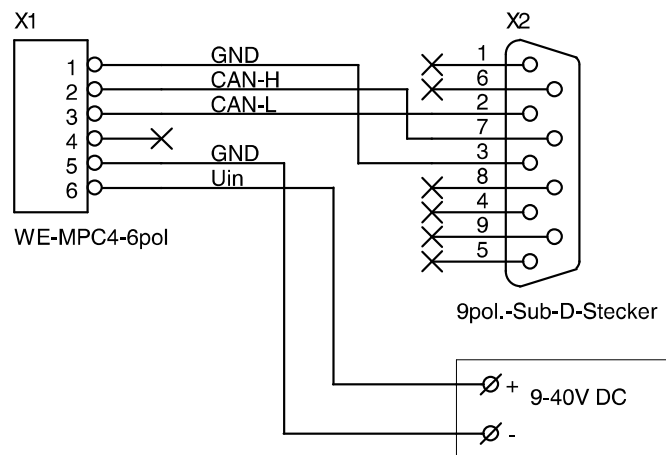 X1
1
2
3
4
5
6
GND
CAN-H
CAN-L
GND
Uin
WE-MPC4-6pol
X2
1
6
2
7
3
8
4
9
5
9pol.-Sub-D-Stecker
+ 9-40V DC
-